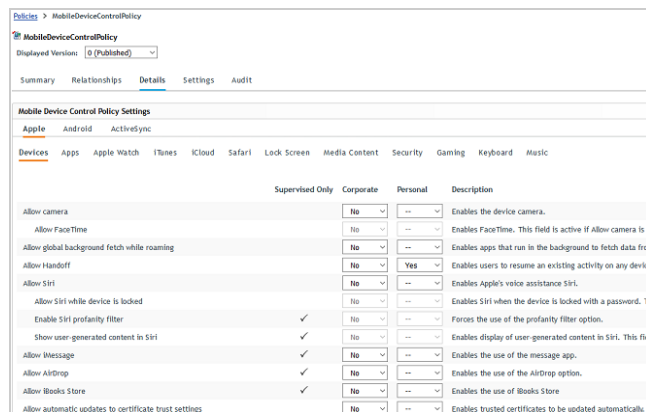 Policies > MobileDeviceControlPolicy
MobileDeviceControlPolicy
Displayed Version: 0 (Published)
Summary Relationships Details Settings Audit
Mobile Device Control Policy Settings
Apple Android ActiveSync
Devices Apps Apple Watch iTunes iCloud Safari Lock Screen Media Content Security Gaming Keyboard Music
Supervised Only Corporate Personal Description
Allow camera No -- Enables the device camera.
Allow FaceTime No -- Enables FaceTime. This field is active if Allow camera is
Allow global background fetch while roaming No -- Enables apps that run in the background to fetch data fro
Allow Handoff No Yes Enables users to resume an existing activity on any devic
Allow Siri No -- Enables Apple's voice assistance Siri.
Allow Siri while device is locked No -- Enables Siri when the device is locked with a password. T
Enable Siri profanity filter ✓ No -- Forces the use of the profanity filter option.
Show user-generated content in Siri ✓ No -- Enables display of user-generated content in Siri. This fi
Allow iMessage ✓ No -- Enables the use of the message app.
Allow AirDrop ✓ No -- Enables the use of the AirDrop option.
Allow iBooks Store ✓ No -- Enables the use of iBooks Store
Allow automatic updates to certificate trust settings No -- Enables trusted certificates to be updated automatically.